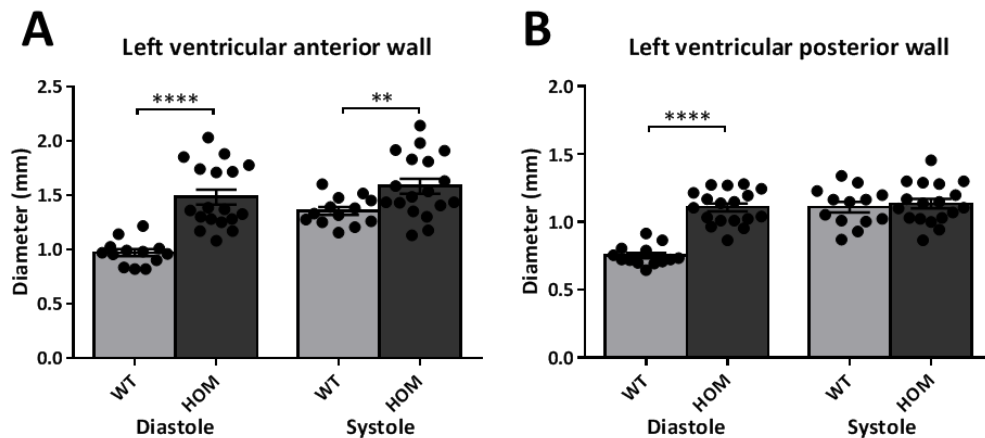 A
Left ventricular anterior wall
Diameter (mm)
2.5
2.0
1.5
1.0
0.5
0.0
****
**
WT
HOM
WT
HOM
Diastole
Systole
B
Left ventricular posterior wall
Diameter (mm)
2.0
1.5
1.0
0.5
0.0
****
WT
HOM
WT
HOM
Diastole
Systole